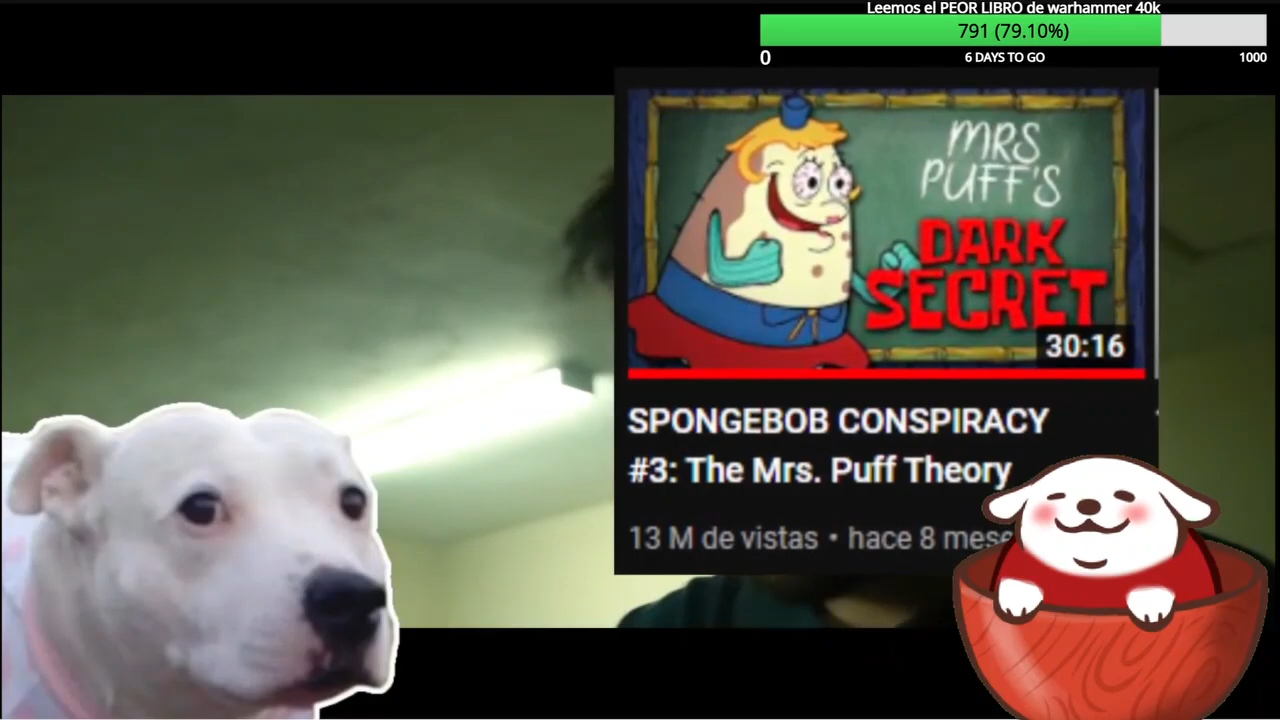 Leemos el PEOR LIBRO de warhammer 40k
791 (79.10%)
0 6 DAYS TO GO 1000
MRS
PUFF'S
DARK
SECRET
30:16
SPONGEBOB CONSPIRACY
#3: The Mrs. Puff Theory
13 M de vistas • hace 8 mese